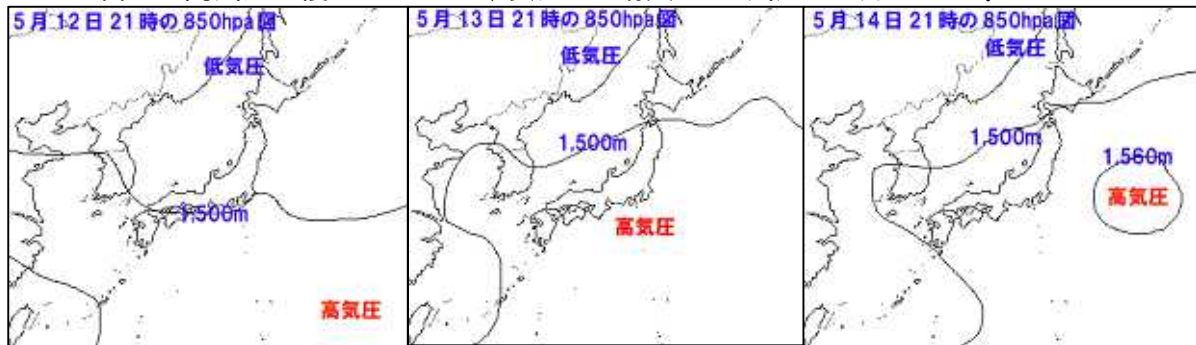 5月12日21時の850hpa図
低気圧
1,500m
高気圧
5月13日21時の850hpa図
低気圧
1,500m
高気圧
5月14日21時の850hpa図
低気圧
1,500m
1,560m
高気圧